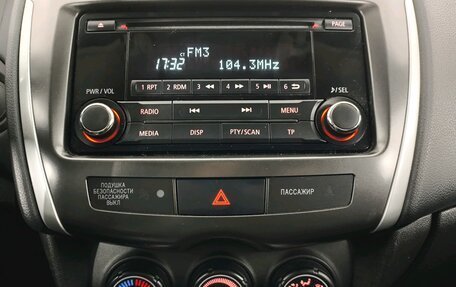 PAGE
CT FM3
17:32 104.3MHz
PWR / VOL
1 RPT 2 RDM 3 4 5 6
♪/SEL
RADIO MENU
MEDIA DISP PTY/SCAN TP
ПОДУШКА
БЕЗОПАСНОСТИ
ПАССАЖИРА
ВЫКЛ
ПАССАЖИР